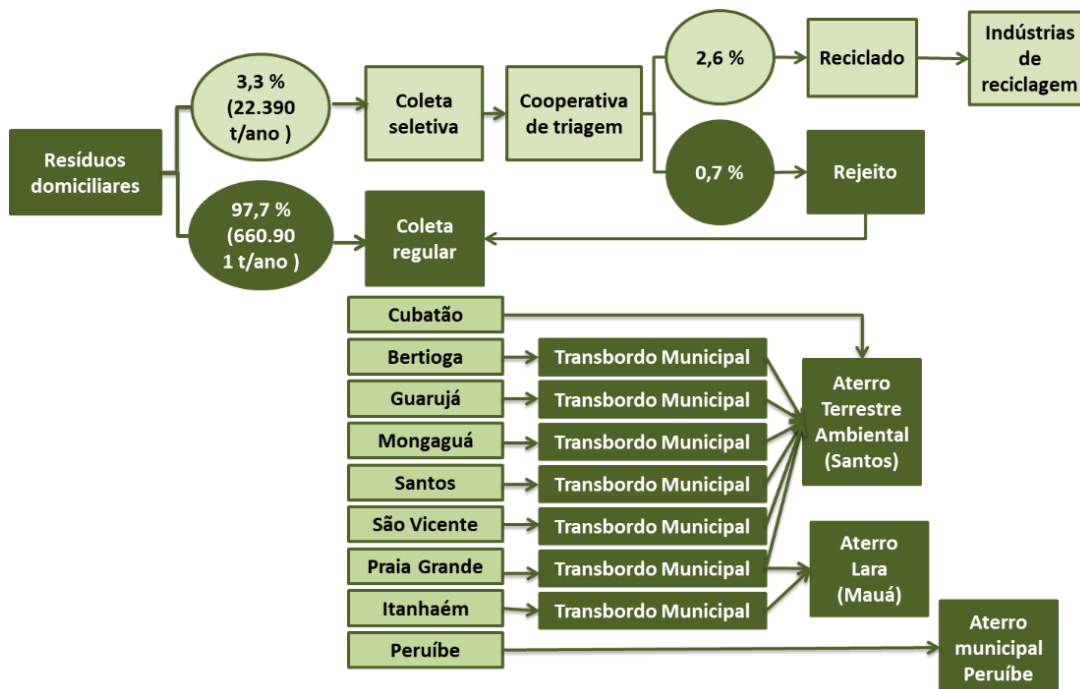 Resíduos
domiciliares
3,3 %
(22.390
t/ano )
Coleta
seletiva
Cooperativa
de triagem
2,6 %
Reciclado
Indústrias
de
reciclagem
0,7 %
Rejeito
97,7 %
(660.90
1 t/ano )
Coleta
regular
Cubatão
Bertioga
Transbordo Municipal
Guarujá
Transbordo Municipal
Mongaguá
Transbordo Municipal
Santos
Transbordo Municipal
São Vicente
Transbordo Municipal
Praia Grande
Transbordo Municipal
Itanhaém
Transbordo Municipal
Peruíbe
Aterro
Terrestre
Ambiental
(Santos)
Aterro
Lara
(Mauá)
Aterro
municipal
Peruíbe